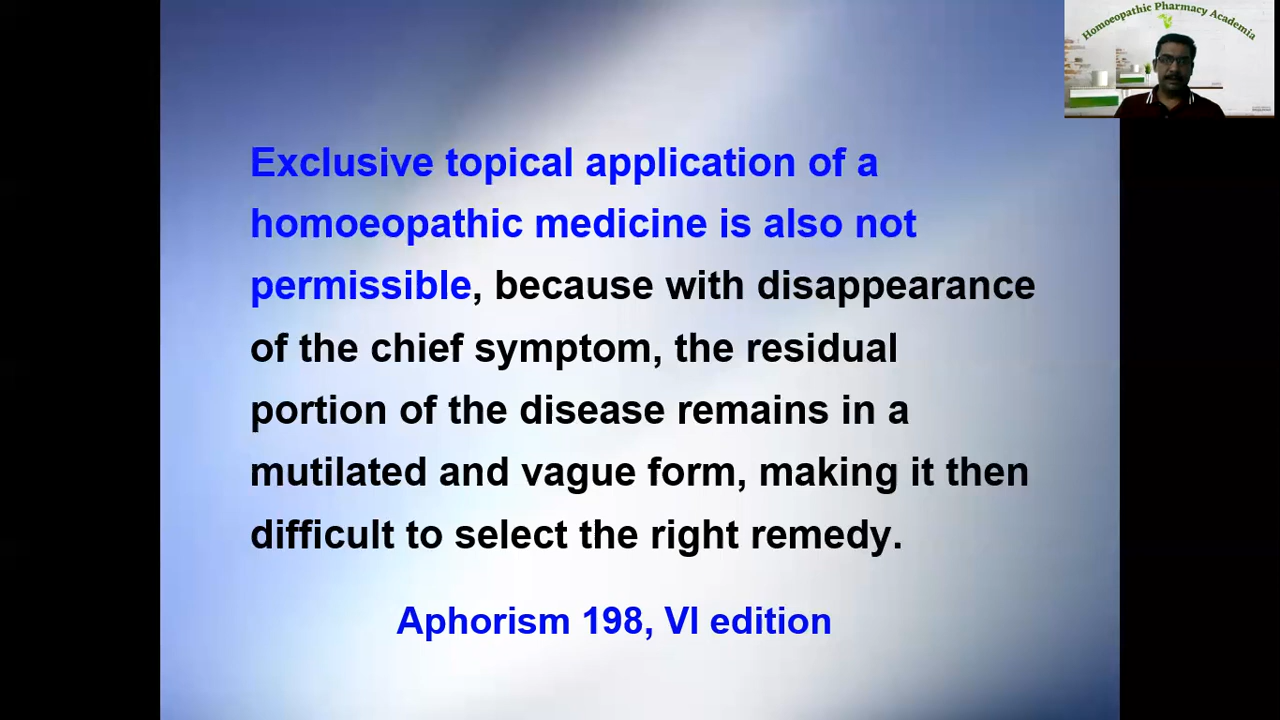 Homoeopathic Pharmacy Academia
Exclusive topical application of a
homoeopathic medicine is also not
permissible, because with disappearance
of the chief symptom, the residual
portion of the disease remains in a
mutilated and vague form, making it then
difficult to select the right remedy.
Aphorism 198, VI edition